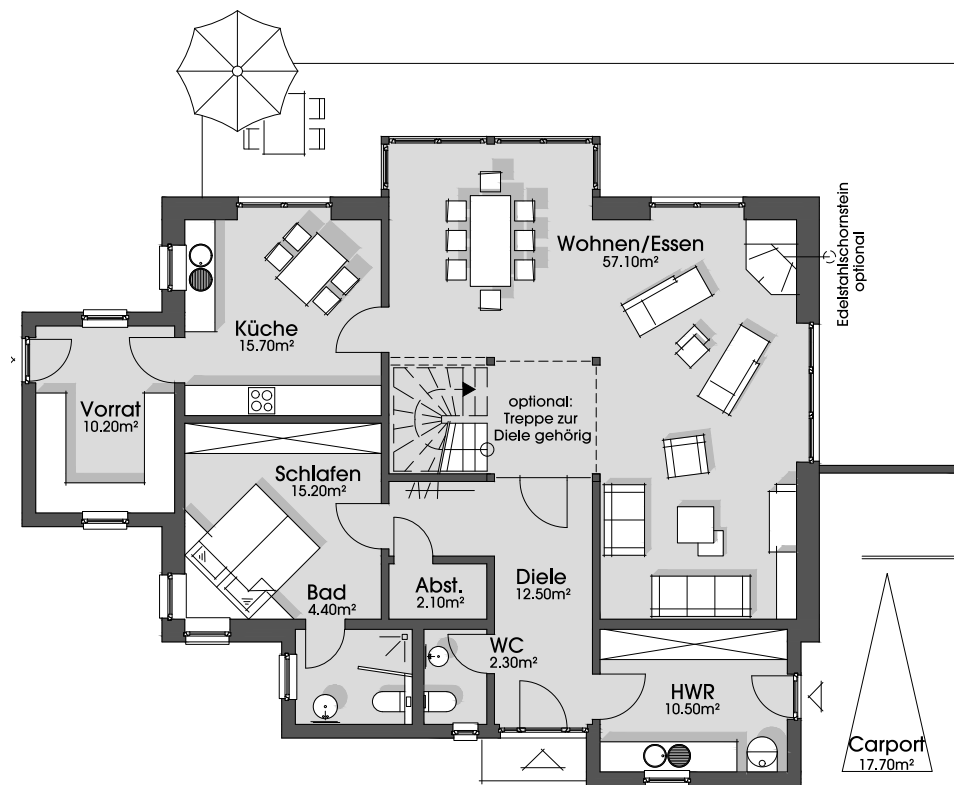 Wohnen/Essen
57.10m²
Edelstahlschornstein
optional
Küche
15.70m²
optional:
Treppe zur
Diele gehörig
Vorrat
10.20m²
Schlafen
15.20m²
Bad
4.40m²
Abst.
2.10m²
Diele
12.50m²
WC
2.30m²
HWR
10.50m²
Carport
17.70m²